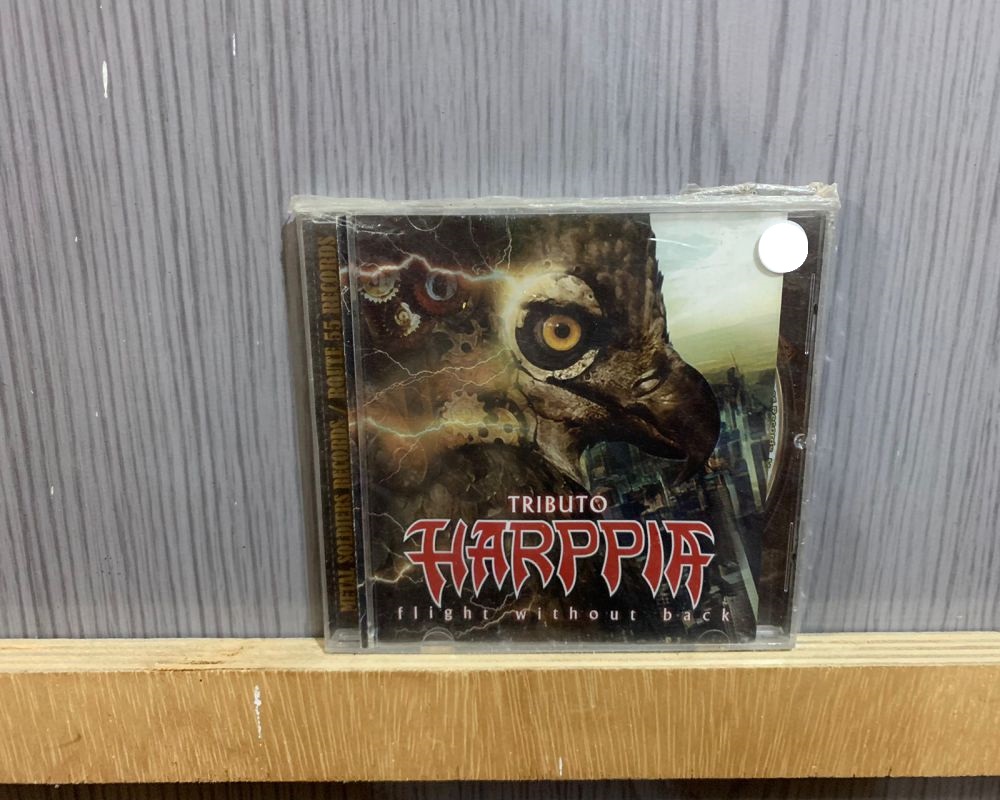 METAL SOLDIERS RECORDS / ROUTE 55 RECORDS
TRIBUTO
HARPPIA
flight without back